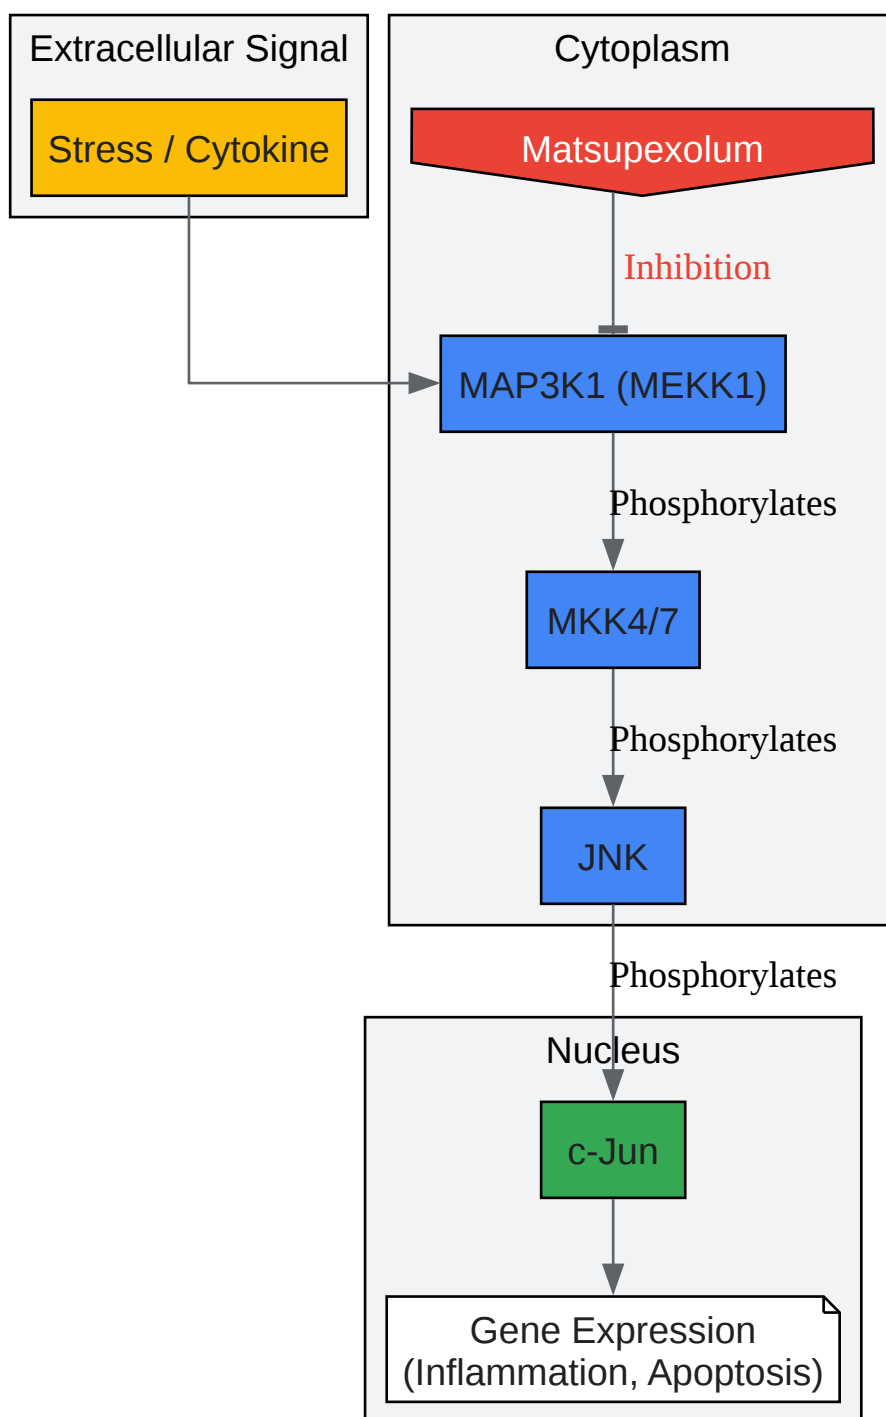 Extracellular Signal
Stress / Cytokine
Cytoplasm
Matsupexolum
Inhibition
MAP3K1 (MEKK1)
Phosphorylates
MKK4/7
Phosphorylates
JNK
Phosphorylates
Nucleus
c-Jun
Gene Expression
(Inflammation, Apoptosis)